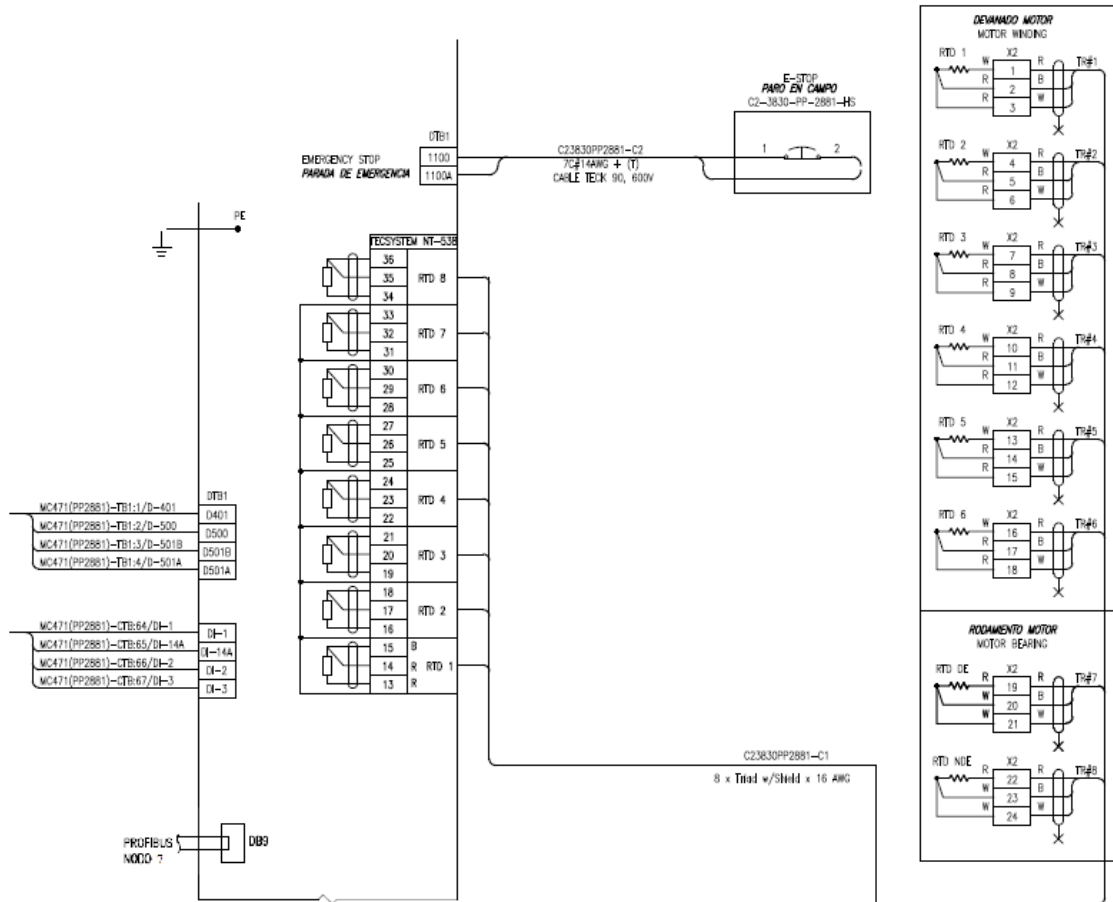 E-STOP
PARO EN CAMPO
C2-3830-PP-2881-HS
1 2
DTB1
1100
1100A
EMERGENCY STOP
PARADA DE EMERGENCIA
C23830PP2881-C2
7C#14AWG + (T)
CABLE TECK 90, 600V
PE
TECSYSTEM NT-538
36
35 RTD 8
34
33
32 RTD 7
31
30
29 RTD 6
28
27
26 RTD 5
25
24
23 RTD 4
22
21
20 RTD 3
19
18
17 RTD 2
16
15 B
14 R RTD 1
13 R
DTB1
MC471(PP2881)-TB1:1/D-401 D401
MC471(PP2881)-TB1:2/D-500 D500
MC471(PP2881)-TB1:3/D-501B D501B
MC471(PP2881)-TB1:4/D-501A D501A
MC471(PP2881)-CTB:64/DI-1 DI-1
MC471(PP2881)-CTB:65/DI-14A DI-14A
MC471(PP2881)-CTB:66/DI-2 DI-2
MC471(PP2881)-CTB:67/DI-3 DI-3
PROFIBUS
NODO 7
DB9
C23830PP2881-C1
8 x Triad w/Shield x 16 AWG
DEVANADO MOTOR
MOTOR WINDING
RTD 1 X2
W 1 R TR#1
R 2 B
R 3 W
RTD 2 X2
W 4 R TR#2
R 5 B
R 6 W
RTD 3 X2
W 7 R TR#3
R 8 B
R 9 W
RTD 4 X2
W 10 R TR#4
R 11 B
R 12 W
RTD 5 X2
W 13 R TR#5
R 14 B
R 15 W
RTD 6 X2
W 16 R TR#6
R 17 B
R 18 W
RODAMIENTO MOTOR
MOTOR BEARING
RTD DE X2
R 19 R TR#7
W 20 B
W 21 W
RTD NDE X2
R 22 R TR#8
W 23 B
W 24 W